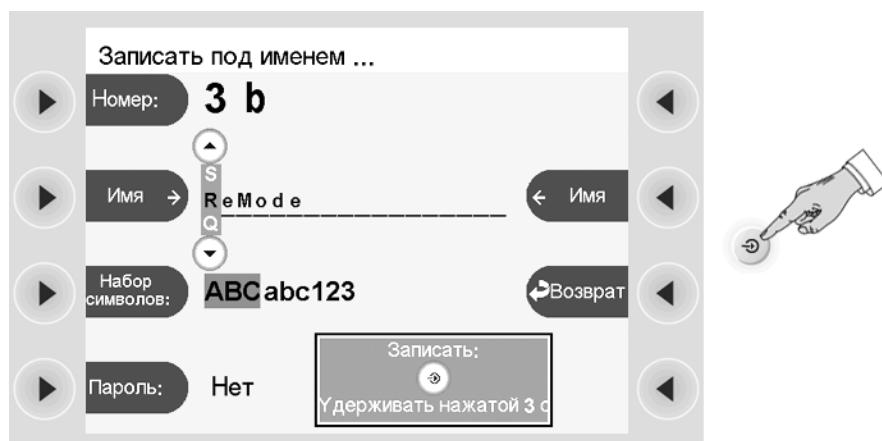 Записать под именем ...
Номер: 3 b
S
Имя → ReMode ← Имя
Q
Набор символов: ABCabc123 Возврат
Пароль: Нет
Записать:
Удерживать нажатой 3 с